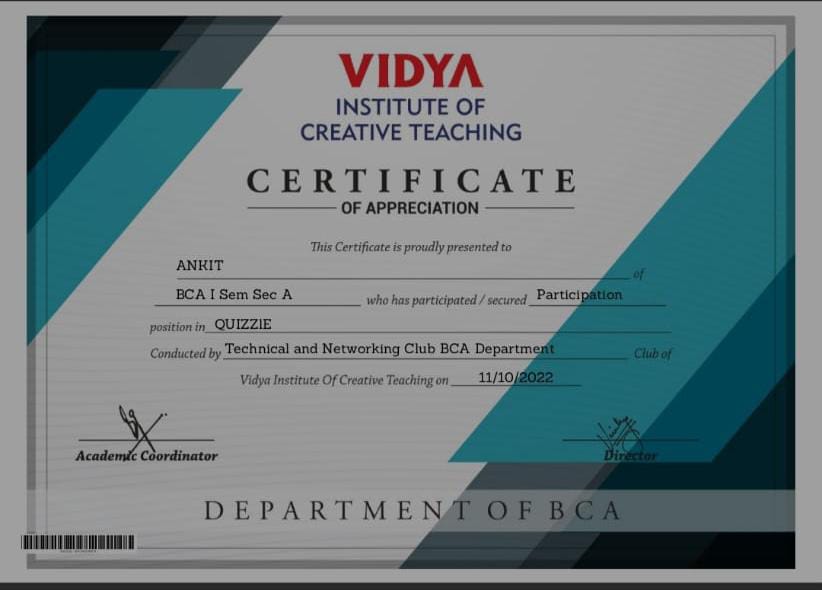 VIDYA
INSTITUTE OF
CREATIVE TEACHING
CERTIFICATE
OF APPRECIATION
This Certificate is proudly presented to
ANKIT of
BCA I Sem Sec A who has participated / secured Participation
position in QUIZZIE
Conducted by Technical and Networking Club BCA Department Club of
Vidya Institute Of Creative Teaching on 11/10/2022
Academic Coordinator Director
DEPARTMENT OF BCA